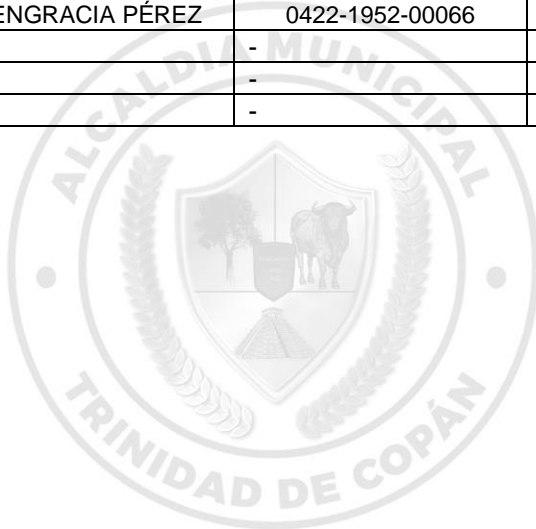 ENGRACIA PÉREZ 0422-1952-00066
-
-
-
ALCALDIA MUNICIPAL
TRINIDAD DE COPÁN